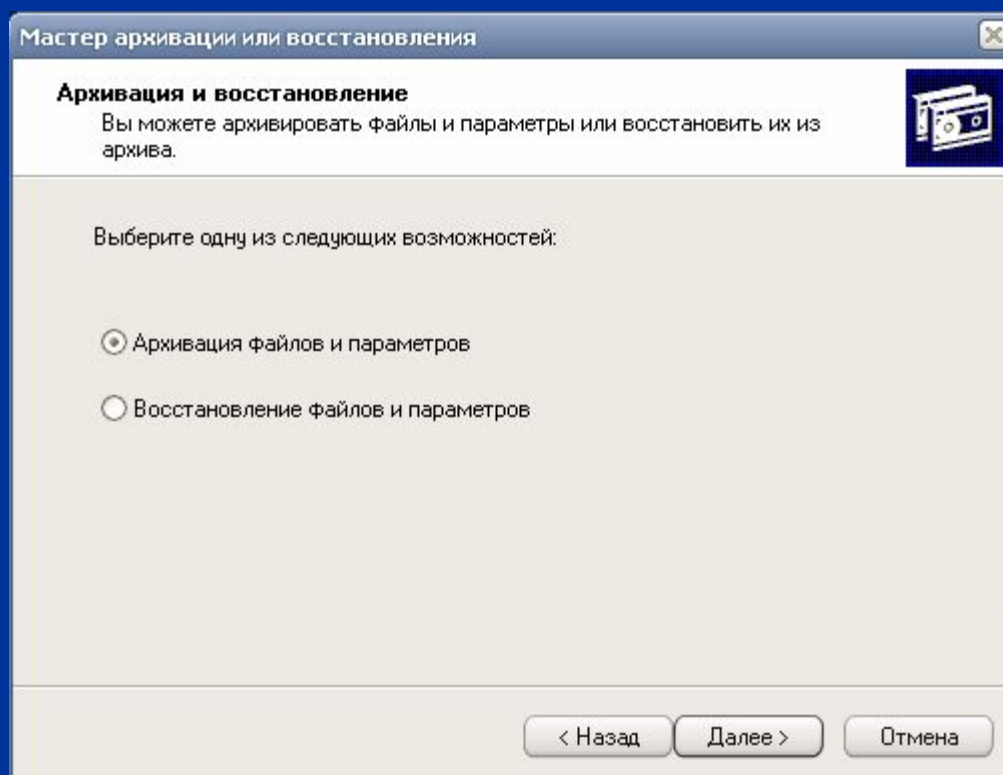 Мастер архивации или восстановления
Архивация и восстановление
Вы можете архивировать файлы и параметры или восстановить их из
архива.
Выберите одну из следующих возможностей:
Архивация файлов и параметров
Восстановление файлов и параметров
< Назад Далее > Отмена